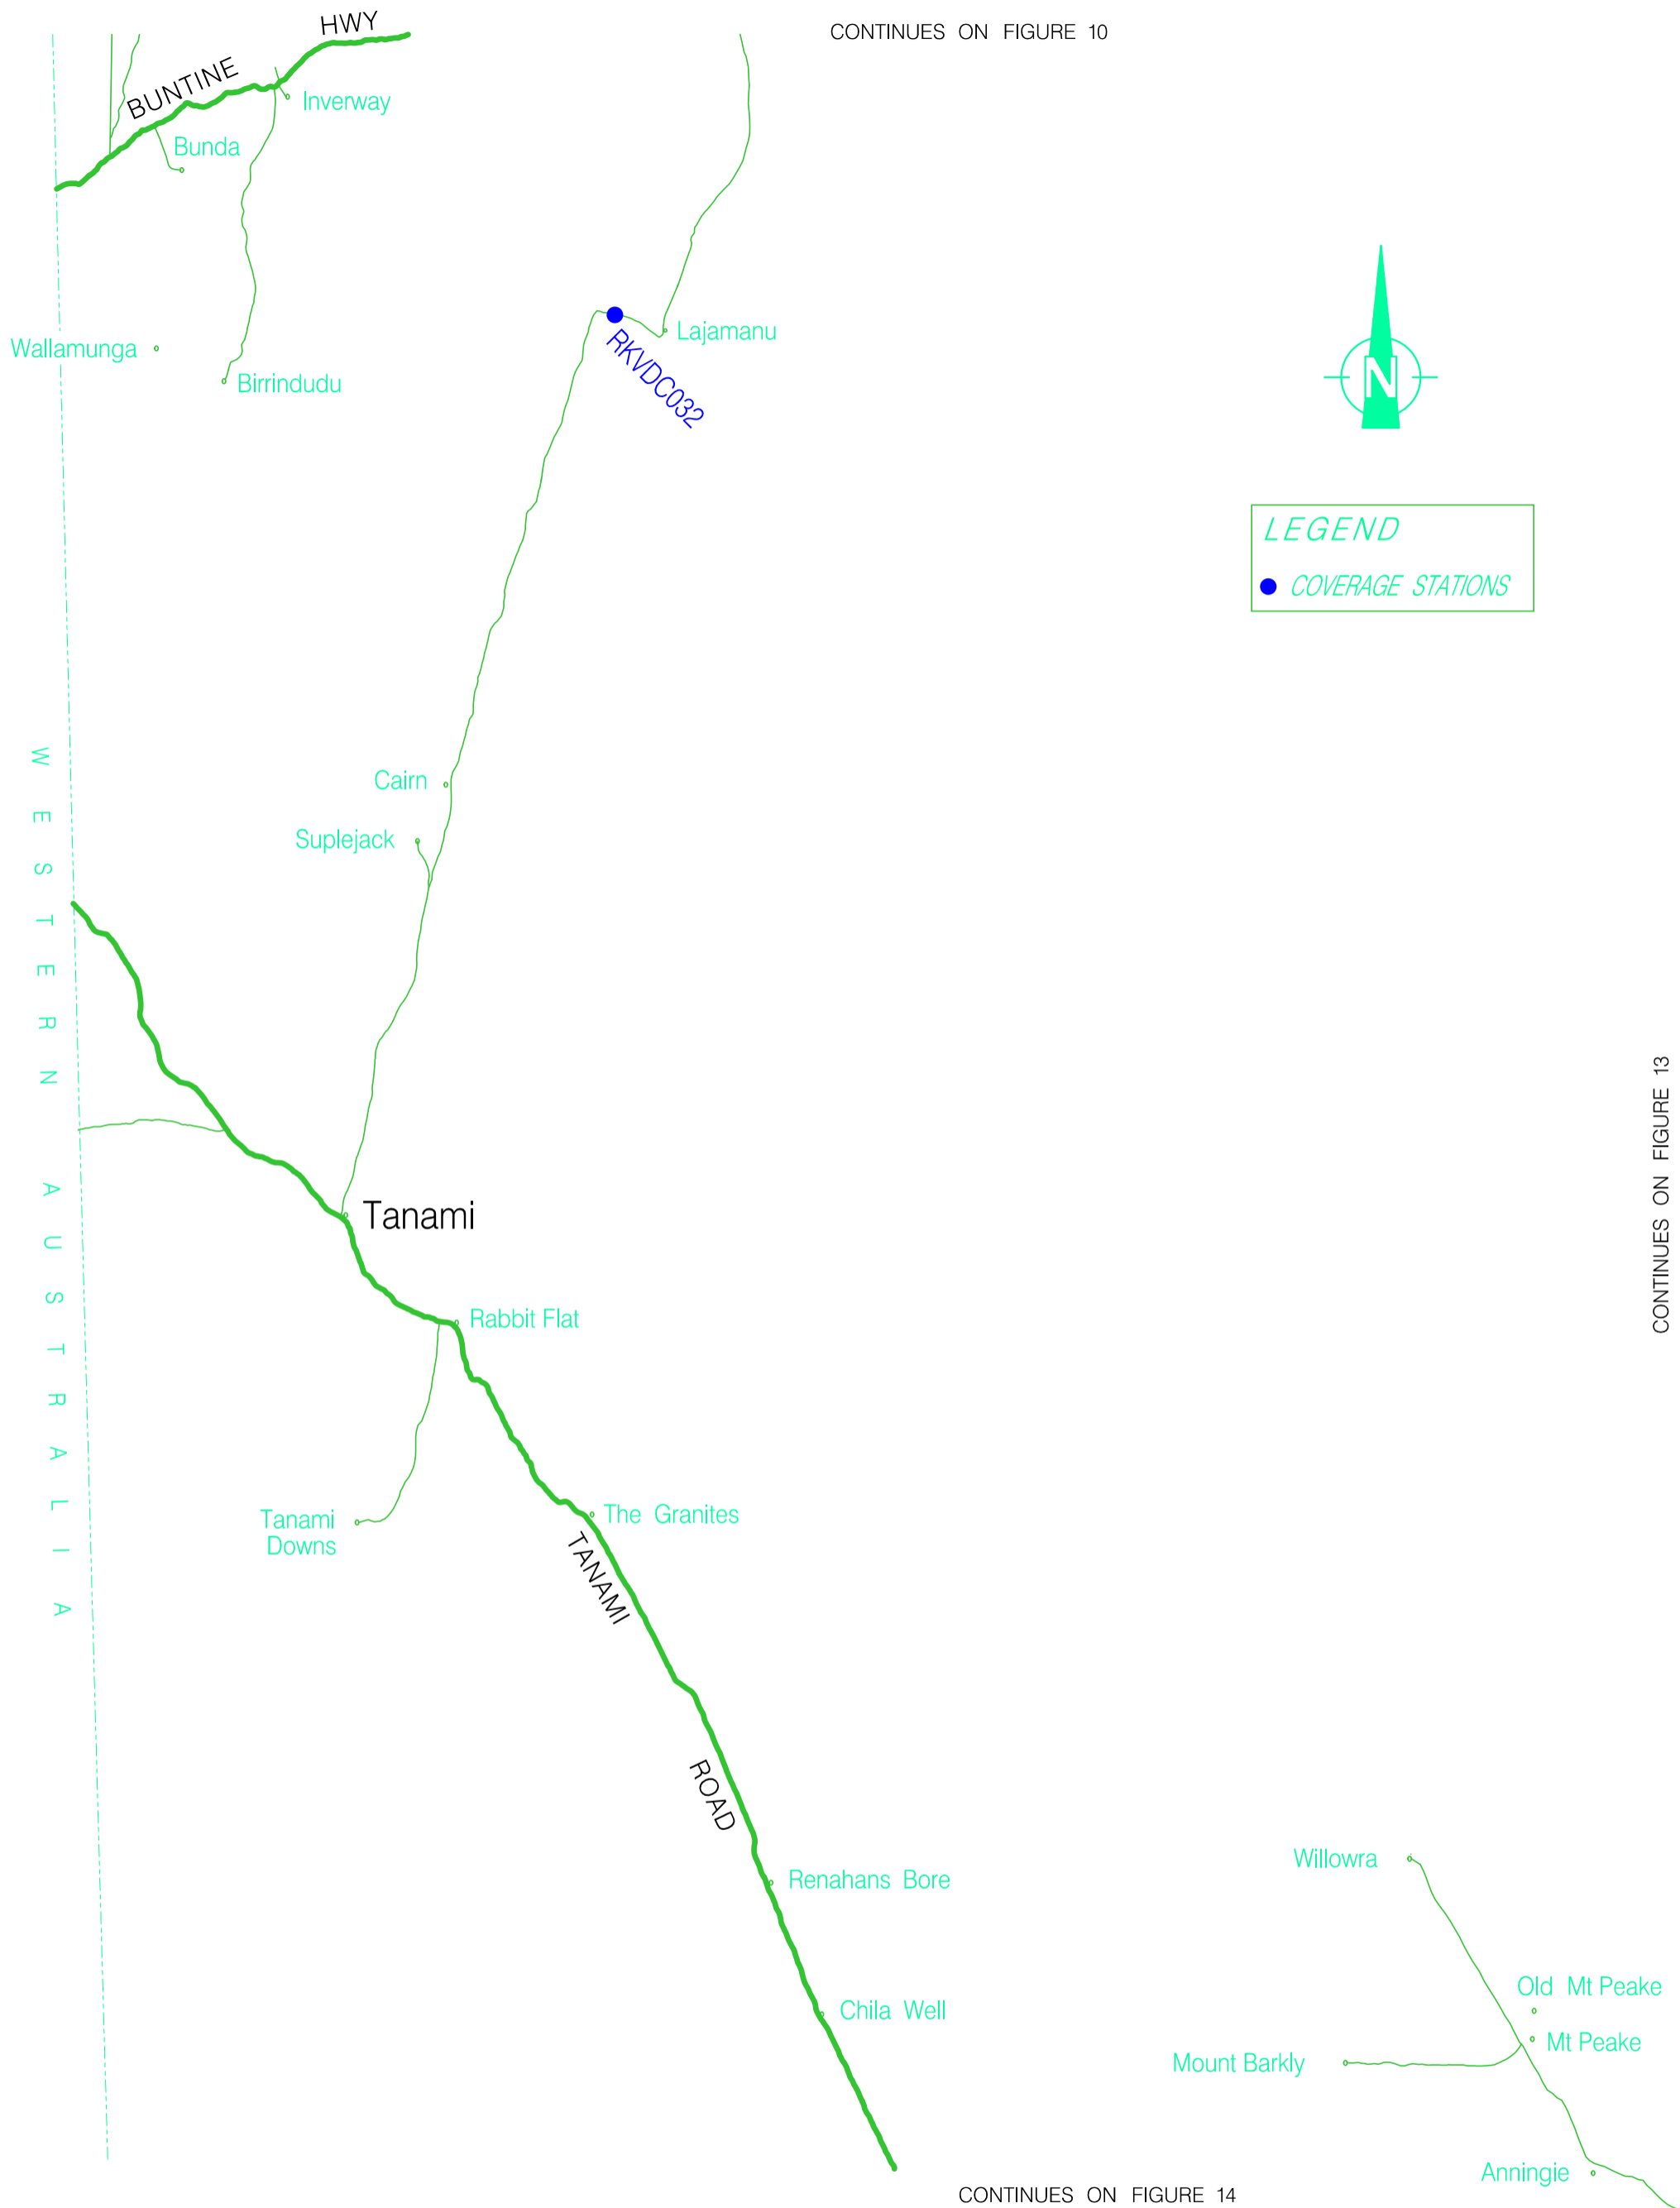 CONTINUES ON FIGURE 10
HWY
BUNTINE
Inverway
Bunda
Lajamanu
RKVDC032
Wallamunga
Birrindudu
N
LEGEND
COVERAGE STATIONS
WESTERN AUSTRALIA
Cairn
Suplejack
CONTINUES ON FIGURE 13
Tanami
Rabbit Flat
The Granites
Tanami
Downs
TANAMI
ROAD
Willowra
Renahans Bore
Old Mt Peake
Chila Well
Mt Peake
Mount Barkly
Anningie
CONTINUES ON FIGURE 14